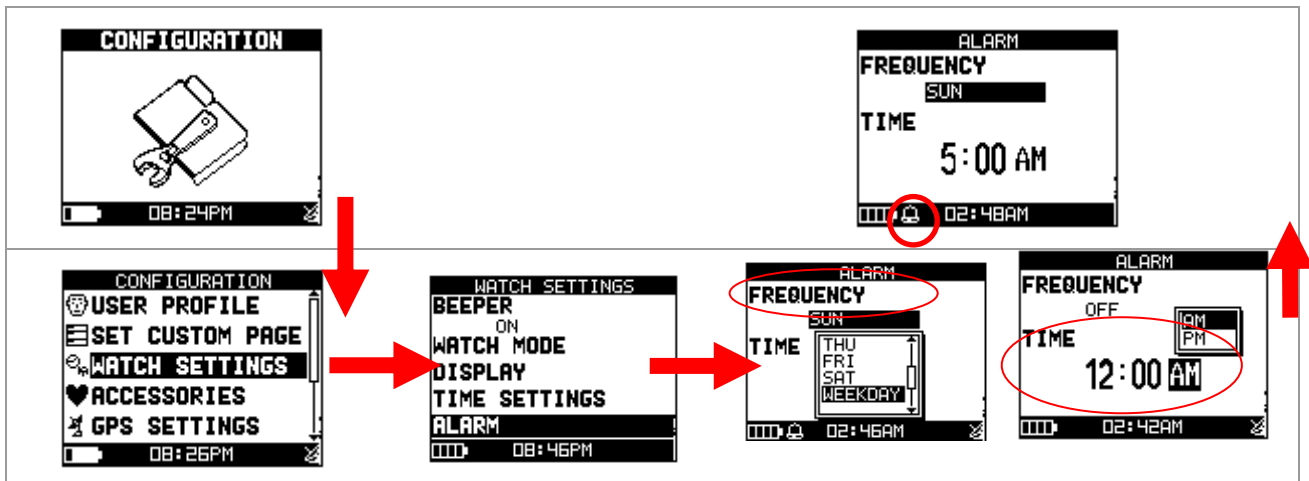 CONFIGURATION
08:24PM
ALARM
FREQUENCY
SUN
TIME
5:00 AM
02:48AM
CONFIGURATION
USER PROFILE
SET CUSTOM PAGE
WATCH SETTINGS
ACCESSORIES
GPS SETTINGS
08:26PM
WATCH SETTINGS
BEEPER
ON
WATCH MODE
DISPLAY
TIME SETTINGS
ALARM
08:46PM
ALARM
FREQUENCY
SUN
TIME
THU
FRI
SAT
WEEKDAY
02:46AM
ALARM
FREQUENCY
OFF
AM
PM
TIME
12:00 AM
02:42AM